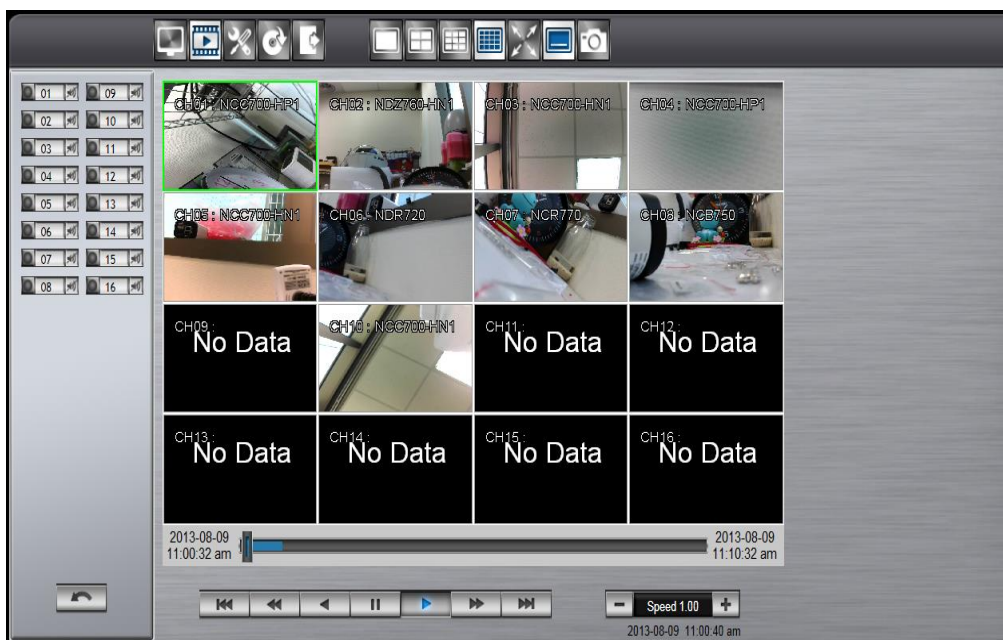 01 09
02 10
03 11
04 12
05 13
06 14
07 15
08 16
CH01 : NCC700-HP1 CH02 : NDZ760-HN1 CH03 : NCC700-HN1 CH04 : NCC700-HP1
CH05 : NCC700-HN1 CH06 : NDR720 CH07 : NCR770 CH08 : NCB750
CH09 : CH10 : NCC700-HN1 CH11 : CH12 :
No Data No Data No Data
CH13 : CH14 : CH15 : CH16 :
No Data No Data No Data No Data
2013-08-09 2013-08-09
11:00:32 am 11:10:32 am
Speed 1.00
2013-08-09 11:00:40 am